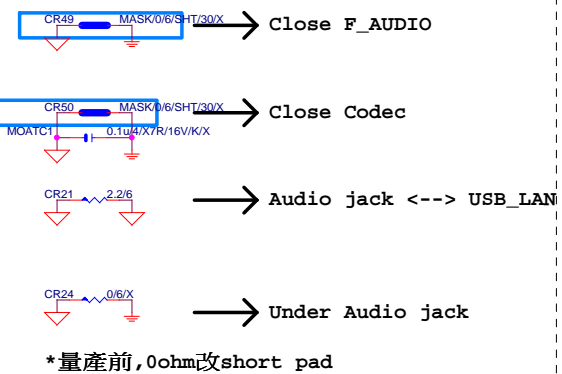 CR49 MASK/0/6/SHT/30/X Close F_AUDIO
CR50 MASK/0/6/SHT/30/X Close Codec
MOATC1 0.1u/4/X7R/16V/K/X
CR21 2.2/6 Audio jack <--> USB_LAN
CR24 0/6/X Under Audio jack
*量產前,0ohm改short pad